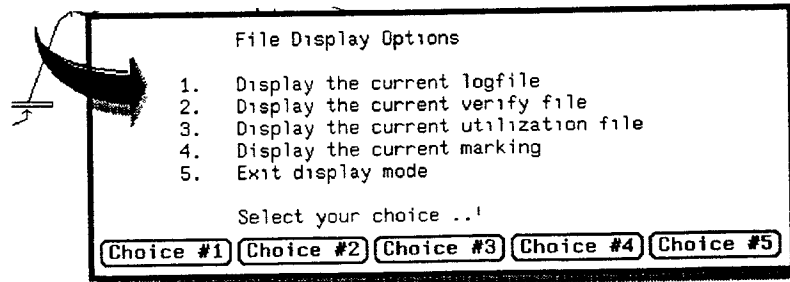 File Display Options
1. Display the current logfile
2. Display the current verify file
3. Display the current utilization file
4. Display the current marking
5. Exit display mode
Select your choice ..!
Choice #1 Choice #2 Choice #3 Choice #4 Choice #5